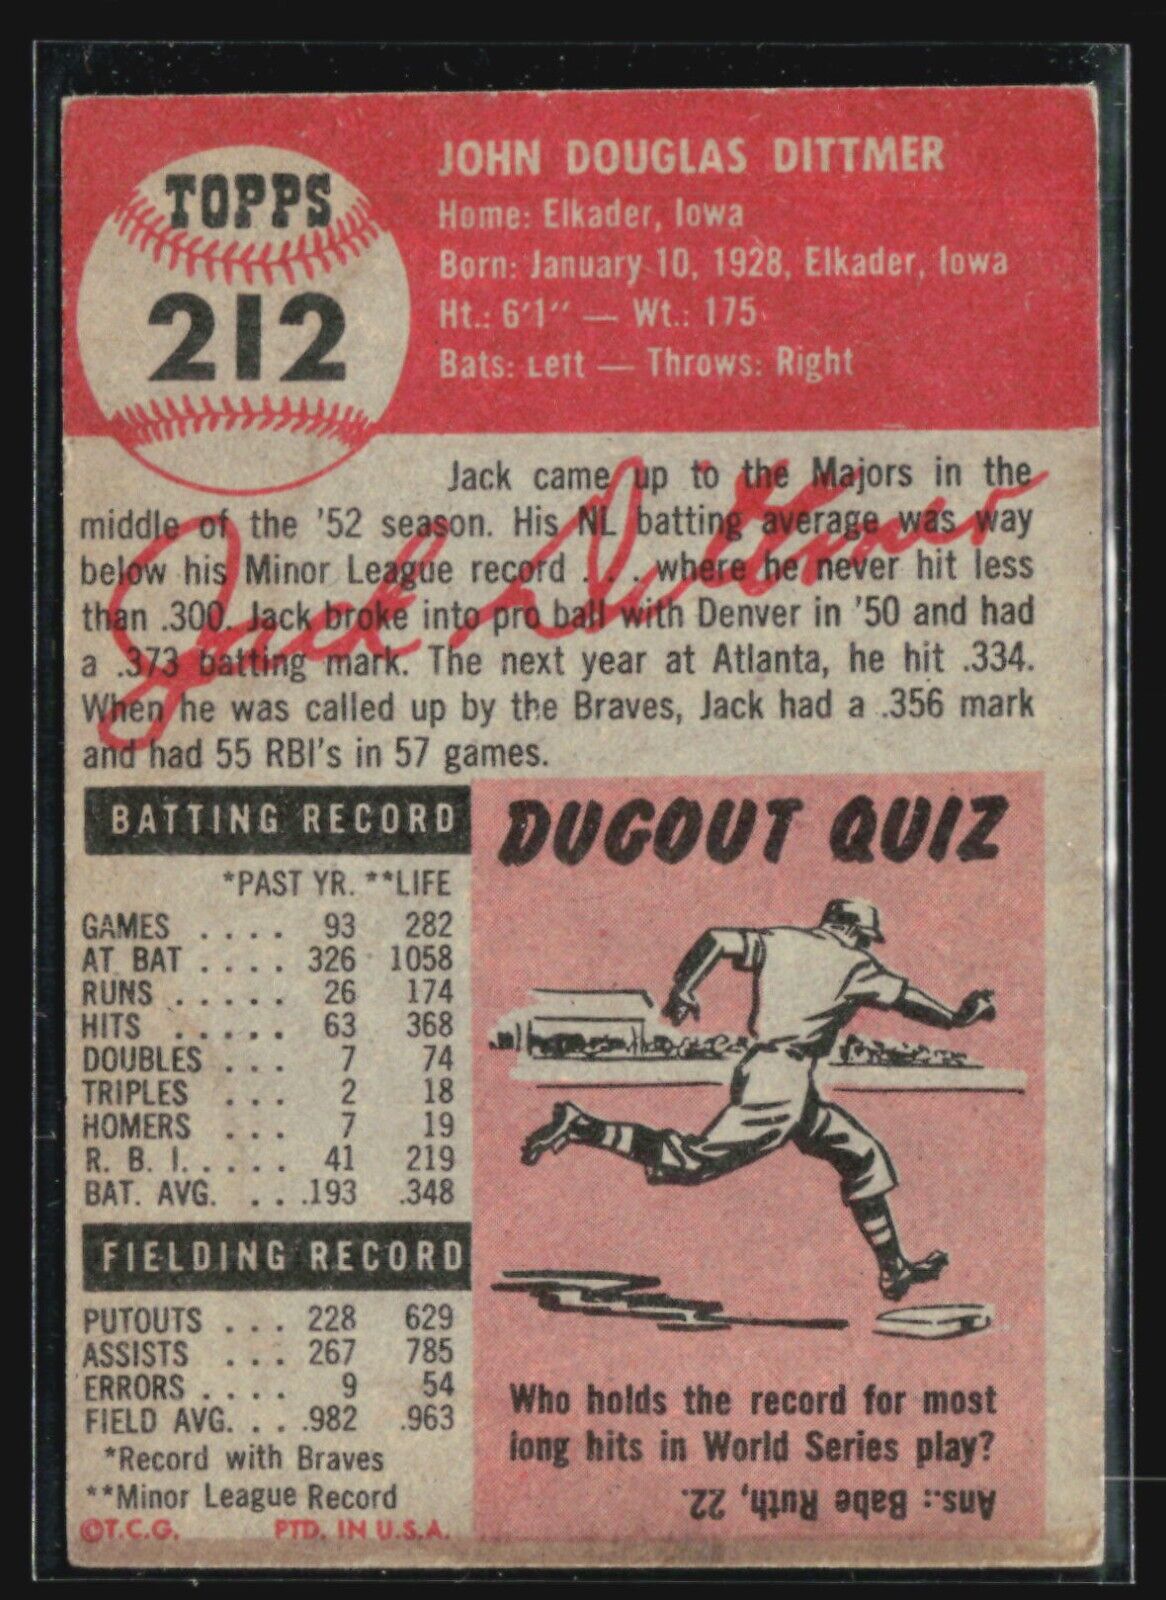 TOPPS
212
JOHN DOUGLAS DITTMER
Home: Elkader, Iowa
Born: January 10, 1928, Elkader, Iowa
Ht.: 6'1" — Wt.: 175
Bats: Left — Throws: Right
Jack came up to the Majors in the
middle of the '52 season. His NL batting average was way
below his Minor League record . . . where he never hit less
than .300. Jack broke into pro ball with Denver in '50 and had
a .373 batting mark. The next year at Atlanta, he hit .334.
When he was called up by the Braves, Jack had a .356 mark
and had 55 RBI's in 57 games.
Jack Dittmer
BATTING RECORD
*PAST YR. **LIFE
GAMES . . . . 93 282
AT BAT . . . . 326 1058
RUNS . . . . . 26 174
HITS . . . . . 63 368
DOUBLES . . . 7 74
TRIPLES . . . 2 18
HOMERS . . . 7 19
R. B. I. . . . . 41 219
BAT. AVG. . . .193 .348
FIELDING RECORD
PUTOUTS . . . 228 629
ASSISTS . . . 267 785
ERRORS . . . . 9 54
FIELD AVG. . . .982 .963
*Record with Braves
**Minor League Record
©T.C.G. PTD. IN U.S.A.
DUGOUT QUIZ
Who holds the record for most
long hits in World Series play?
Ans.: Babe Ruth, 22.